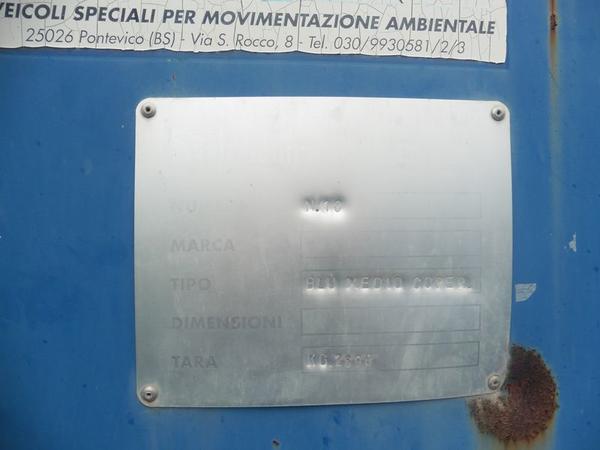 VEICOLI SPECIALI PER MOVIMENTAZIONE AMBIENTALE
25026 Pontevico (BS) - Via S. Rocco, 8 - Tel. 030/9930581/2/3
MARCA
TIPO BLU MEDIO COPER.
DIMENSIONI
TARA